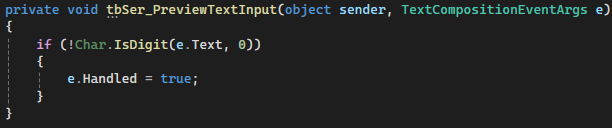 private void tbSer_PreviewTextInput(object sender, TextCompositionEventArgs e)
{
    if (!Char.IsDigit(e.Text, 0))
    {
        e.Handled = true;
    }
}